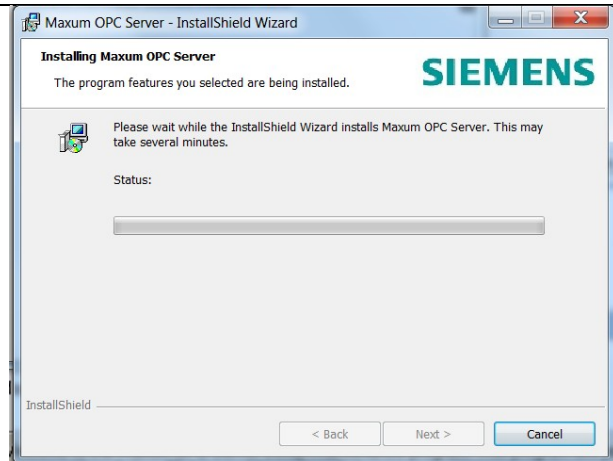 Maxum OPC Server - InstallShield Wizard
Installing Maxum OPC Server
The program features you selected are being installed.
SIEMENS
Please wait while the InstallShield Wizard installs Maxum OPC Server. This may
take several minutes.
Status:
InstallShield
< Back
Next >
Cancel